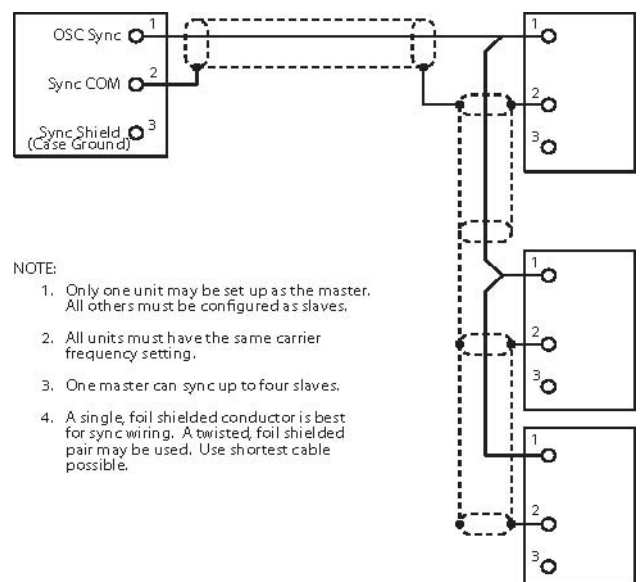 OSC Sync 1
Sync COM 2
Sync Shield 3
(Case Ground)
1
2
3
1
2
3
1
2
3
NOTE:
1. Only one unit may be set up as the master.
All others must be configured as slaves.
2. All units must have the same carrier
frequency setting.
3. One master can sync up to four slaves.
4. A single, foil shielded conductor is best
for sync wiring. A twisted, foil shielded
pair may be used. Use shortest cable
possible.